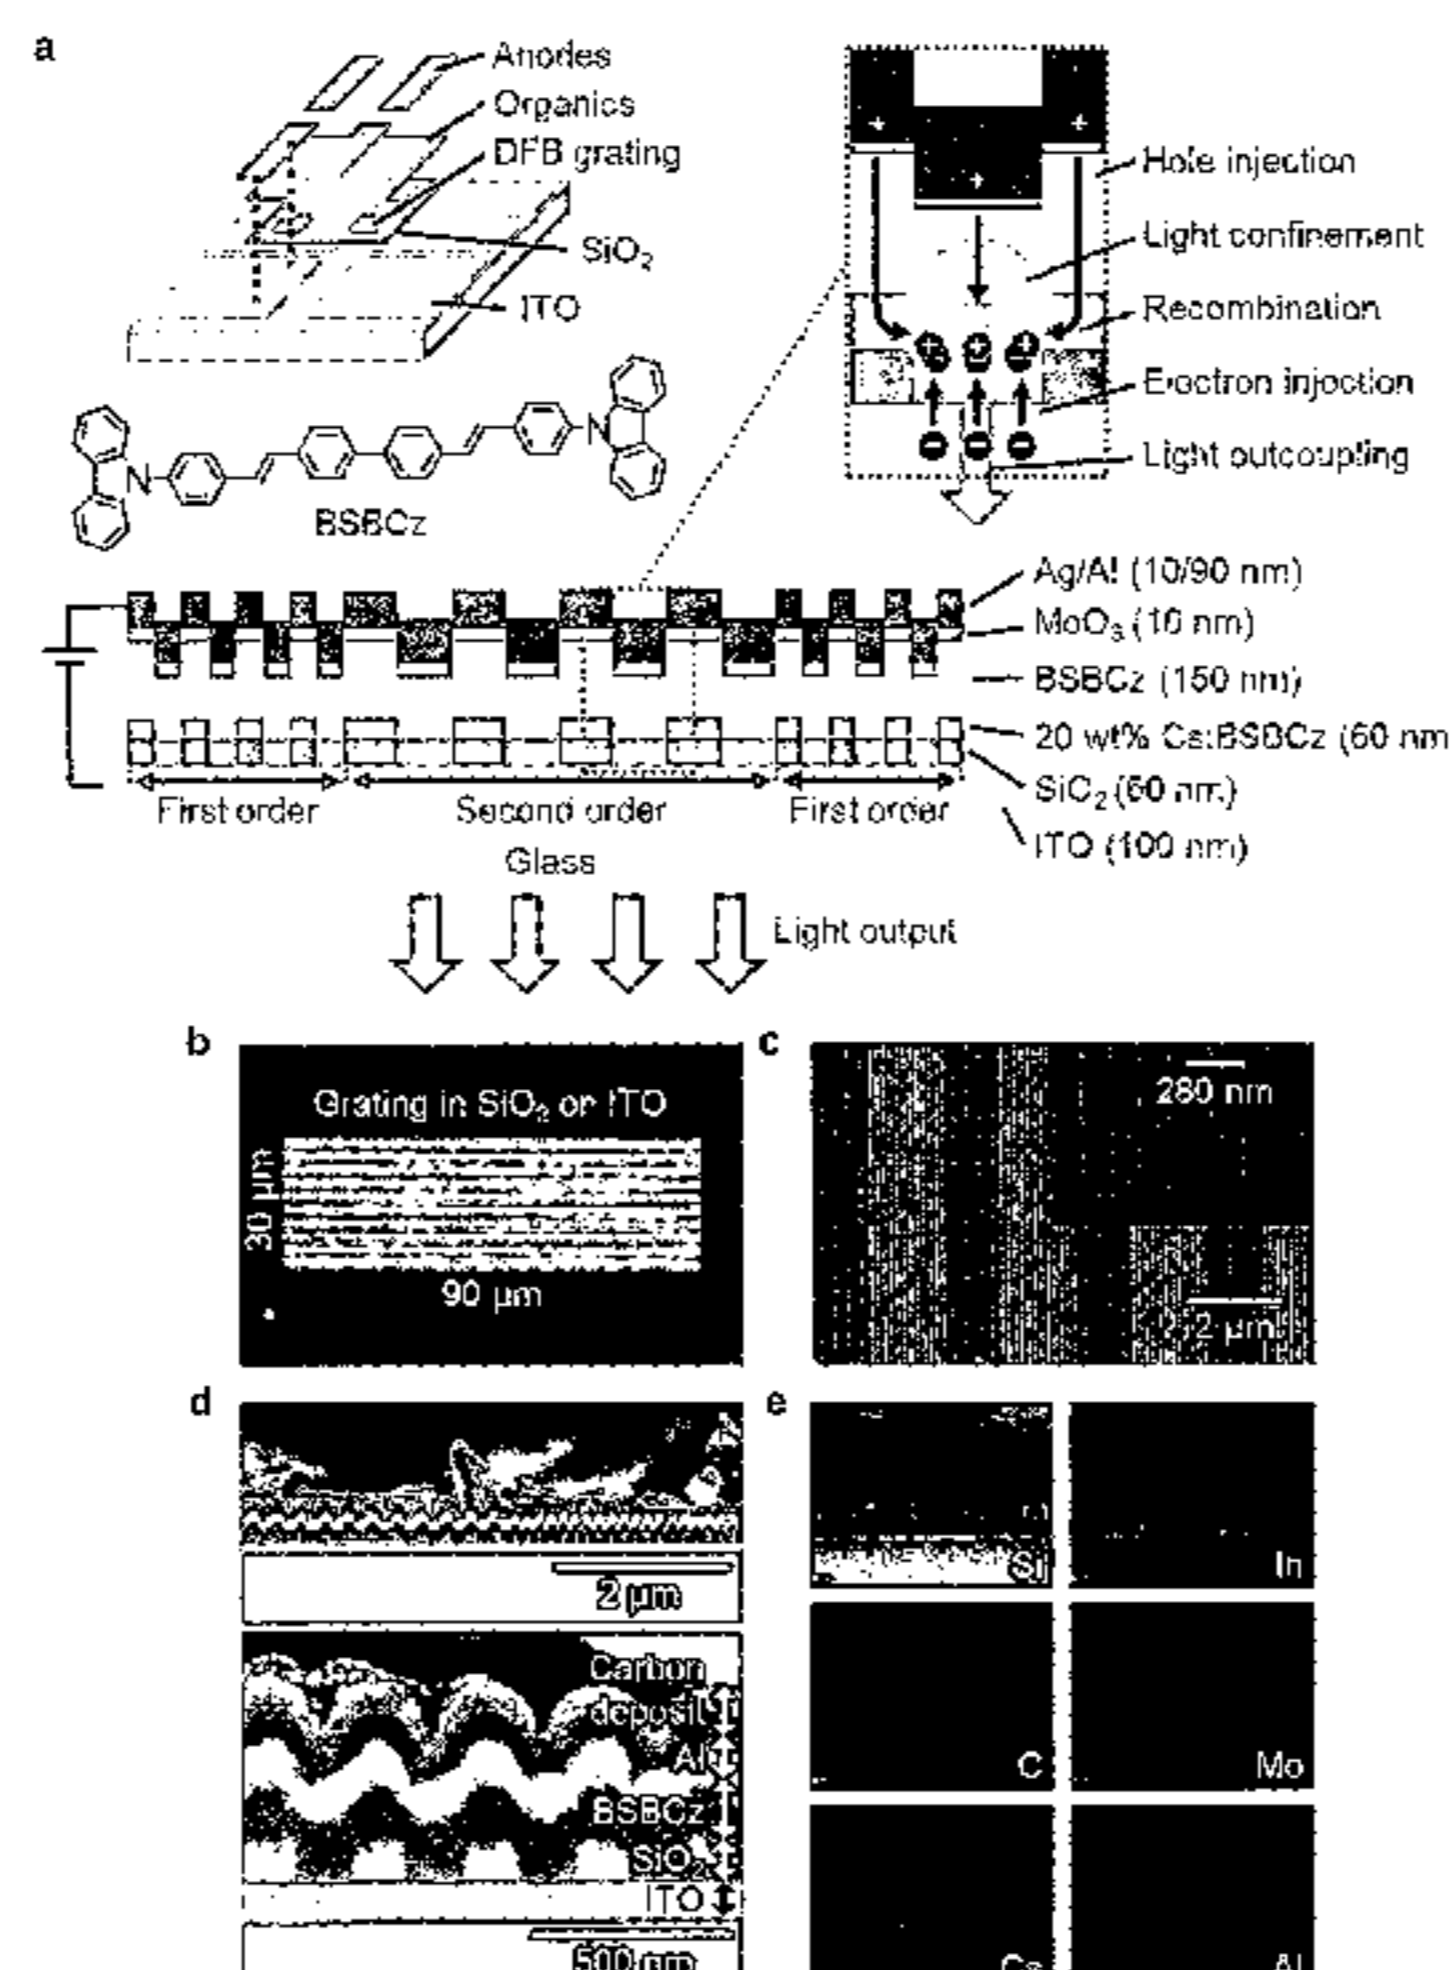 a
Anodes
Organics
DFB grating
SiO₂
ITO
Hole injection
Light confinement
Recombination
Electron injection
Light outcoupling
N
N
BSBCz
Ag/Al (10/90 nm)
MoO₃ (10 nm)
BSBCz (150 nm)
20 wt% Cs:BSBCz (60 nm
SiO₂ (60 nm)
ITO (100 nm)
First order
Second order
First order
Glass
Light output
b
Grating in SiO₂ on ITO
30 µm
90 µm
c
280 nm
2 µm
d
2 µm
Carbon
deposit
Al
BSBCz
SiO₂
ITO
500 nm
e
Si
In
C
Mo
Cs
Al